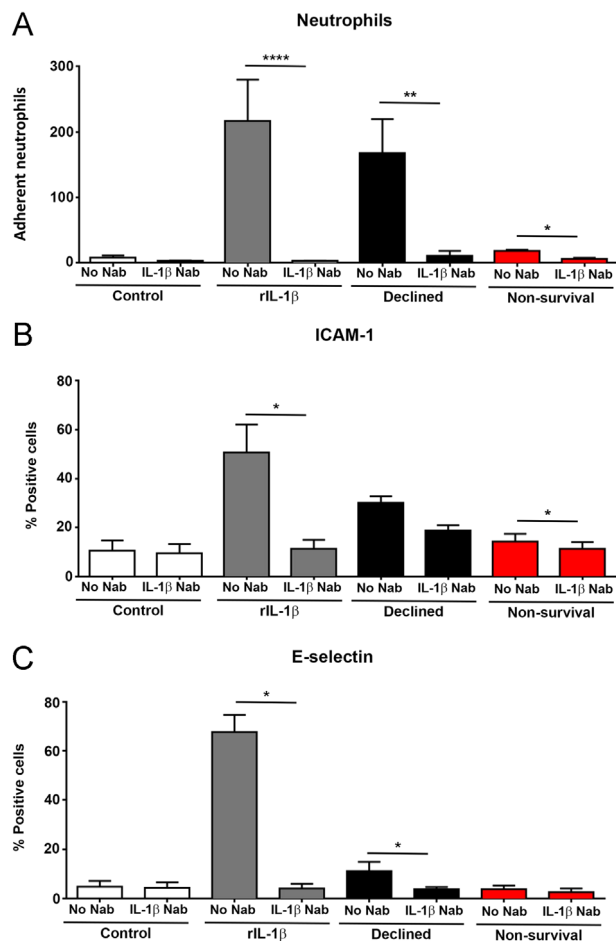 A
Neutrophils
Adherent neutrophils
300
200
100
0
****
**
*
No Nab IL-1β Nab No Nab IL-1β Nab No Nab IL-1β Nab No Nab IL-1β Nab
Control rIL-1β Declined Non-survival
B
ICAM-1
% Positive cells
80
60
40
20
0
*
*
No Nab IL-1β Nab No Nab IL-1β Nab No Nab IL-1β Nab No Nab IL-1β Nab
Control rIL-1β Declined Non-survival
C
E-selectin
% Positive cells
80
60
40
20
0
*
*
No Nab IL-1β Nab No Nab IL-1β Nab No Nab IL-1β Nab No Nab IL-1β Nab
Control rIL-1β Declined Non-survival